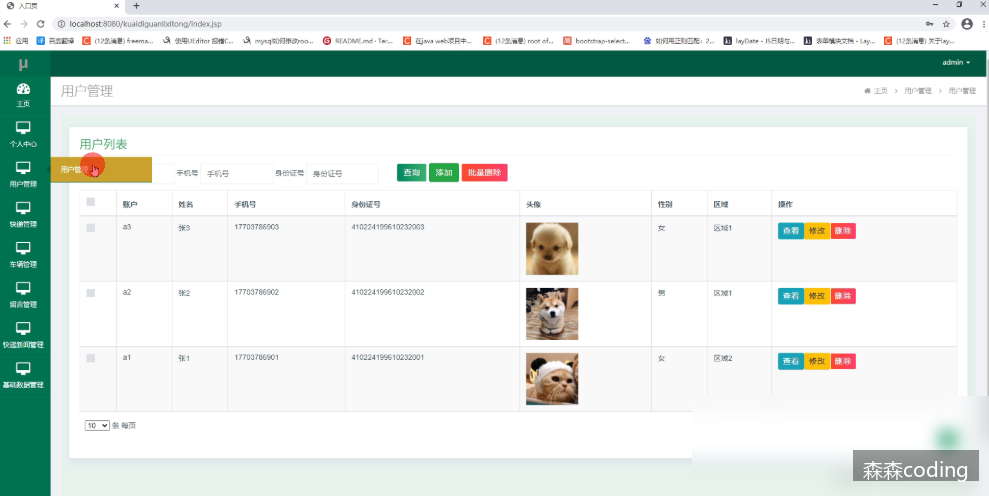 入口页
localhost:8080/kuaidiguanlixitong/index.jsp
应用 百度翻译 (12条消息) freema... 使用UEditor 报错C... mysql如何修改roo... README.md · Ter... 在java web项目中... (12条消息) root of... bootstrap-select... 如何用正则匹配：2... layDate - JS日期与... 表单模块文档 - Lay... (12条消息) 关于lay...
μ
admin
主页
个人中心
用户管理
快递管理
车辆管理
留言管理
快递新闻管理
基础数据管理
用户管理
主页 > 用户管理 > 用户管理
用户列表
用户管理
手机号 手机号 身份证号 身份证号 查询 添加 批量删除
账户 姓名 手机号 身份证号 头像 性别 区域 操作
a3 张3 17703786903 410224199610232003 女 区域1 查看 修改 删除
a2 张2 17703786902 410224199610232002 男 区域1 查看 修改 删除
a1 张1 17703786901 410224199610232001 女 区域2 查看 修改 删除
10 条 每页
森森coding